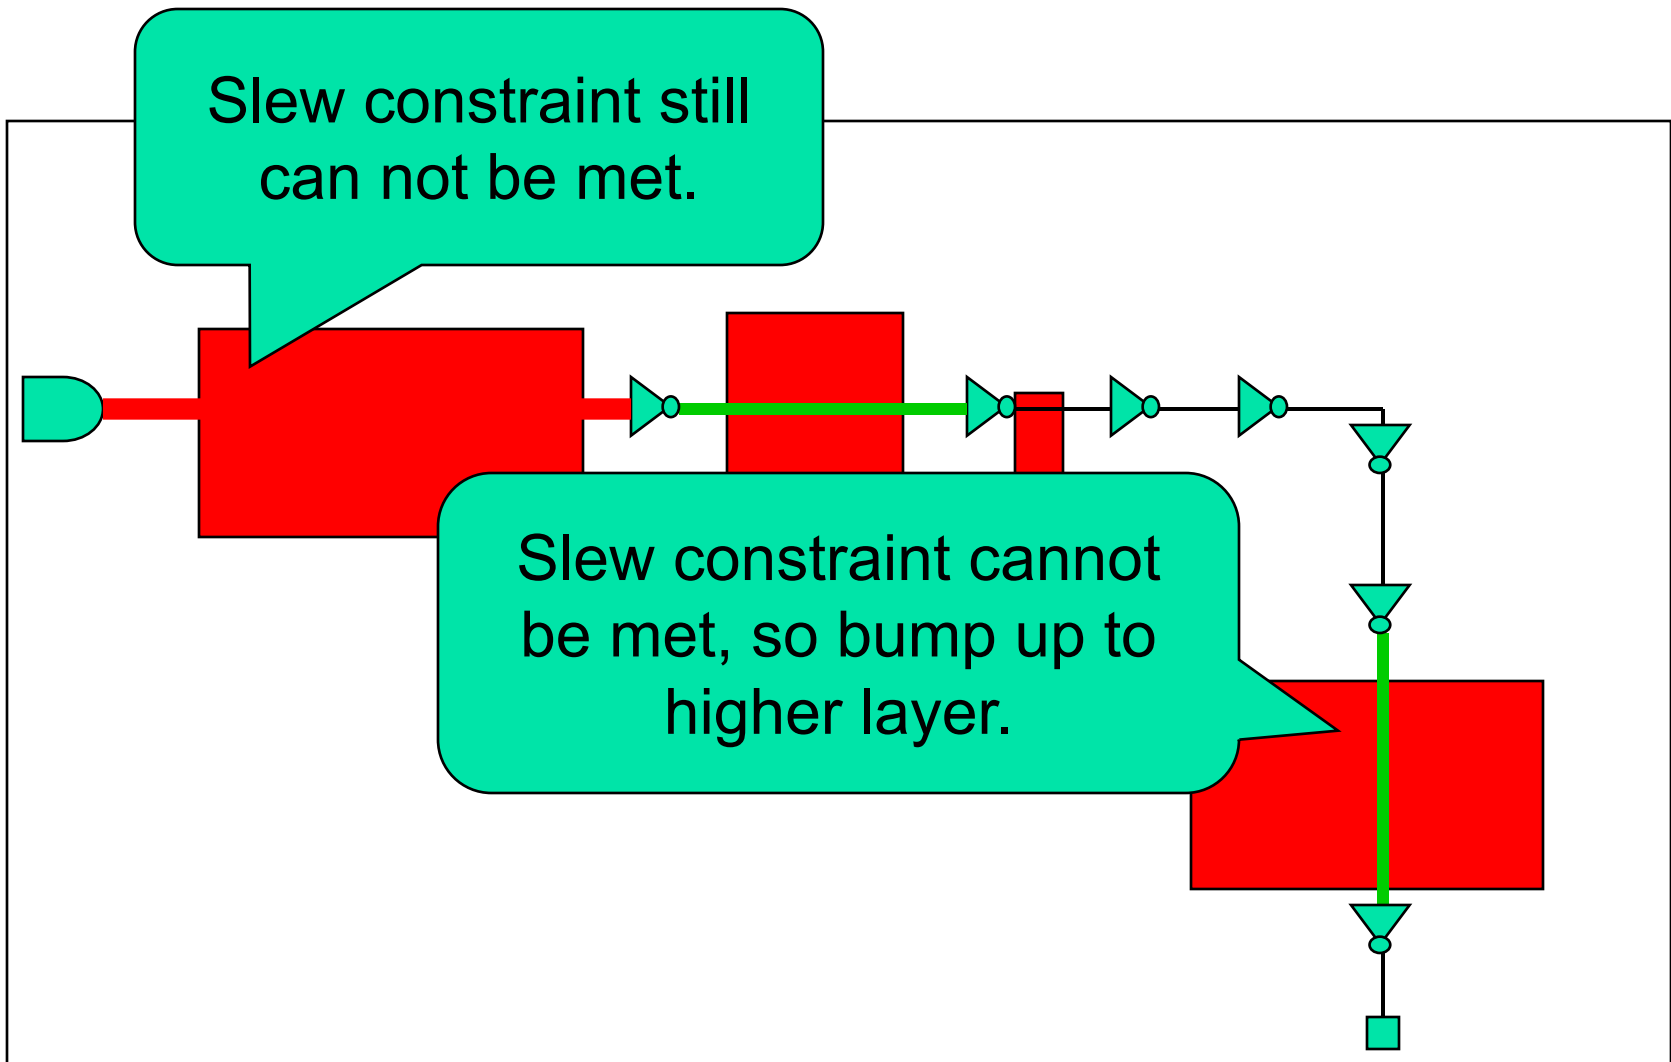 Slew constraint still
can not be met.
Slew constraint cannot
be met, so bump up to
higher layer.